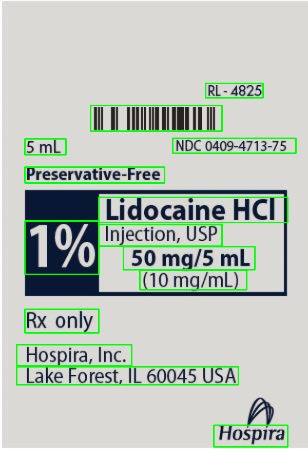 RL - 4825
5 mL
NDC 0409-4713-75
Preservative-Free
1%
Lidocaine HCl
Injection, USP
50 mg/5 mL
(10 mg/mL)
Rx only
Hospira, Inc.
Lake Forest, IL 60045 USA
Hospira